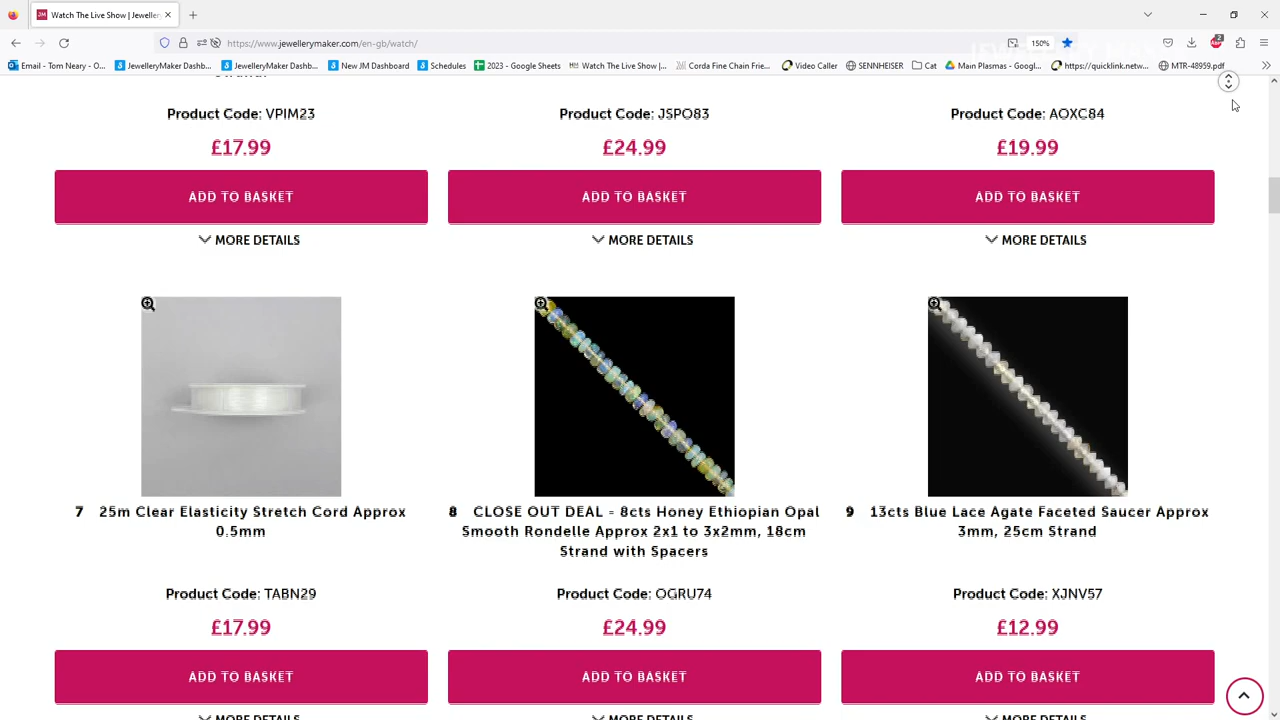 Watch The Live Show | Jeweller
https://www.jewellerymaker.com/en-gb/watch/
150%
2
Email - Tom Neary - O...
JewelleryMaker Dashb...
JewelleryMaker Dashb...
New JM Dashboard
Schedules
2023 - Google Sheets
Watch The Live Show |...
Corda Fine Chain Frie...
Video Caller
SENNHEISER
Cat
Main Plasmas - Googl...
https://quicklink.netw...
MTR-48959.pdf
Product Code: VPIM23
Product Code: JSPO83
Product Code: AOXC84
£17.99
£24.99
£19.99
ADD TO BASKET
ADD TO BASKET
ADD TO BASKET
MORE DETAILS
MORE DETAILS
MORE DETAILS
7 25m Clear Elasticity Stretch Cord Approx
0.5mm
8 CLOSE OUT DEAL = 8cts Honey Ethiopian Opal
Smooth Rondelle Approx 2x1 to 3x2mm, 18cm
Strand with Spacers
9 13cts Blue Lace Agate Faceted Saucer Approx
3mm, 25cm Strand
Product Code: TABN29
Product Code: OGRU74
Product Code: XJNV57
£17.99
£24.99
£12.99
ADD TO BASKET
ADD TO BASKET
ADD TO BASKET
MORE DETAILS
MORE DETAILS
MORE DETAILS